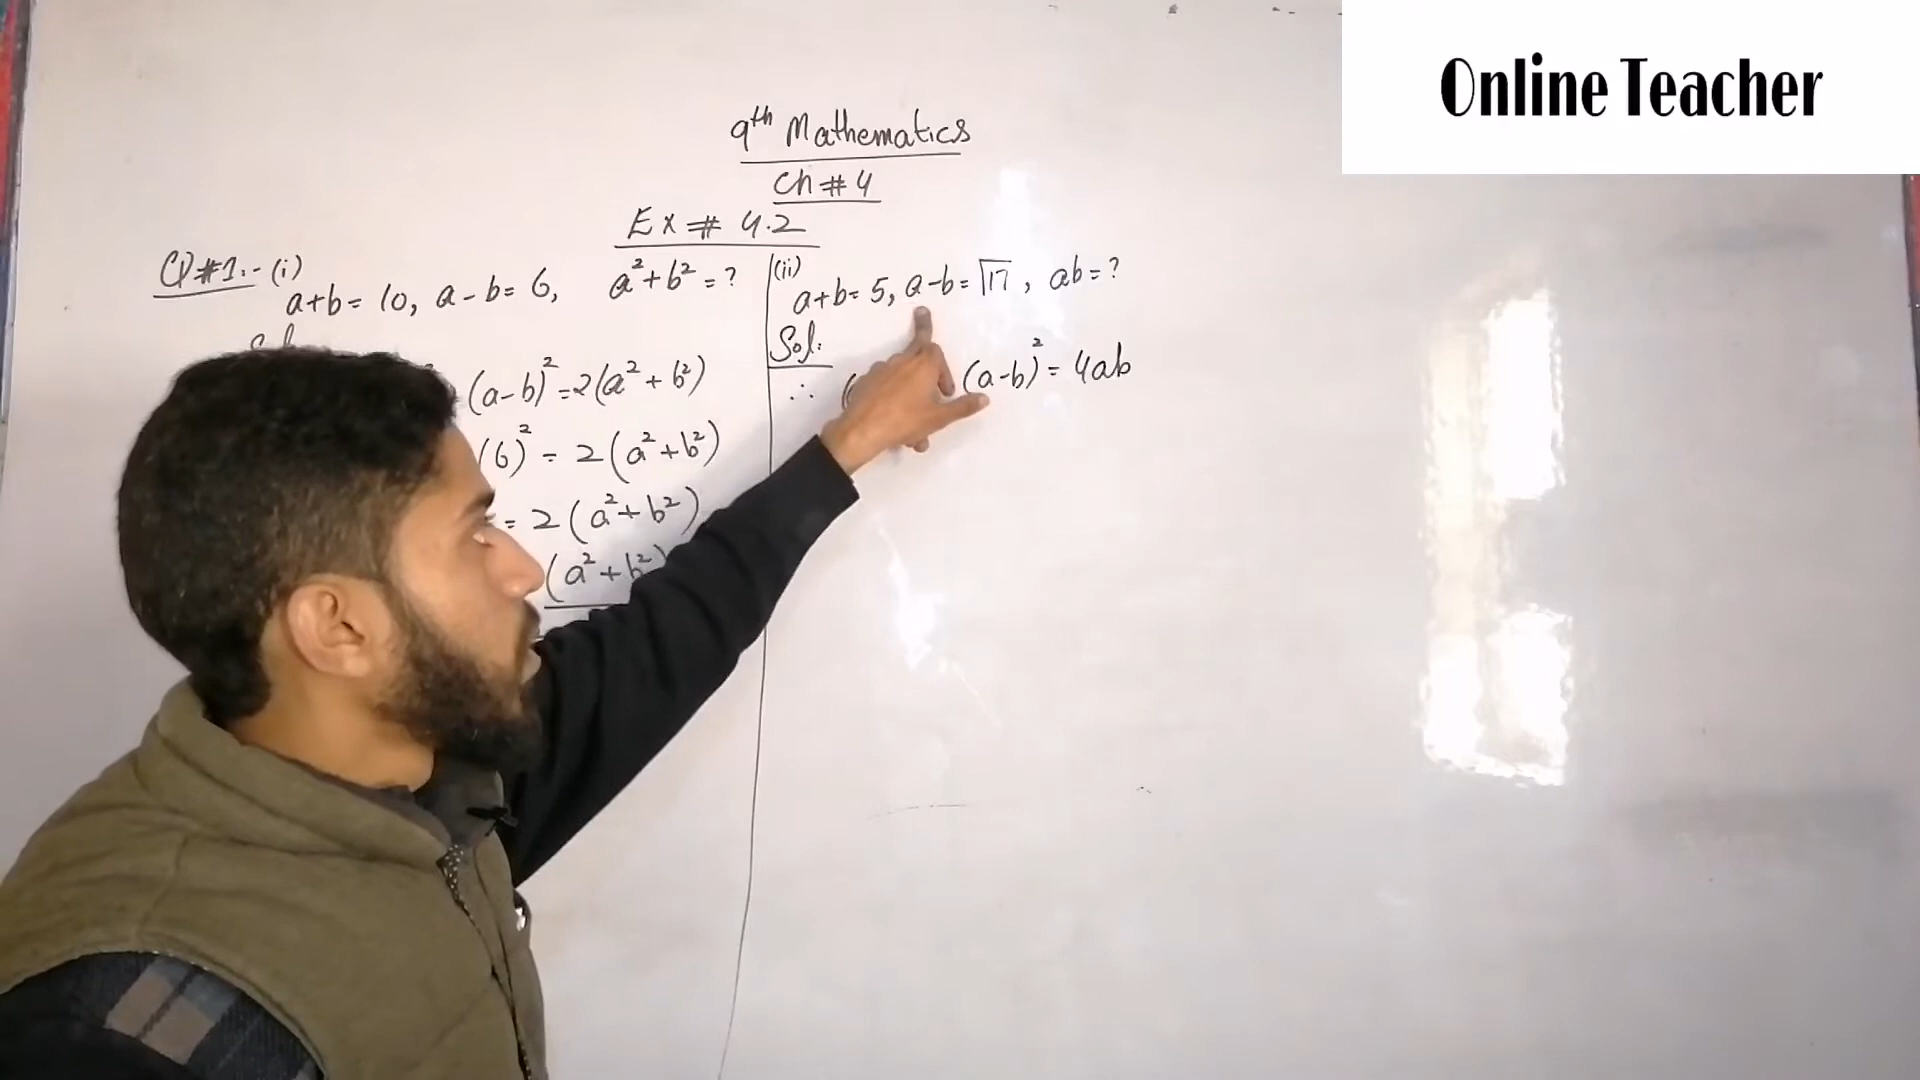 Online Teacher
9th Mathematics
Ch # 4
Ex # 4.2
Q#1:- (i)
a+b = 10, a - b = 6, a² + b² = ?
(a-b)² = 2(a² + b²)
(6)² = 2(a² + b²)
= 2(a² + b²)
(a² + b²)
(ii)
a+b = 5, a-b = √17, ab = ?
Sol:
∴ ( (a-b)² = 4ab